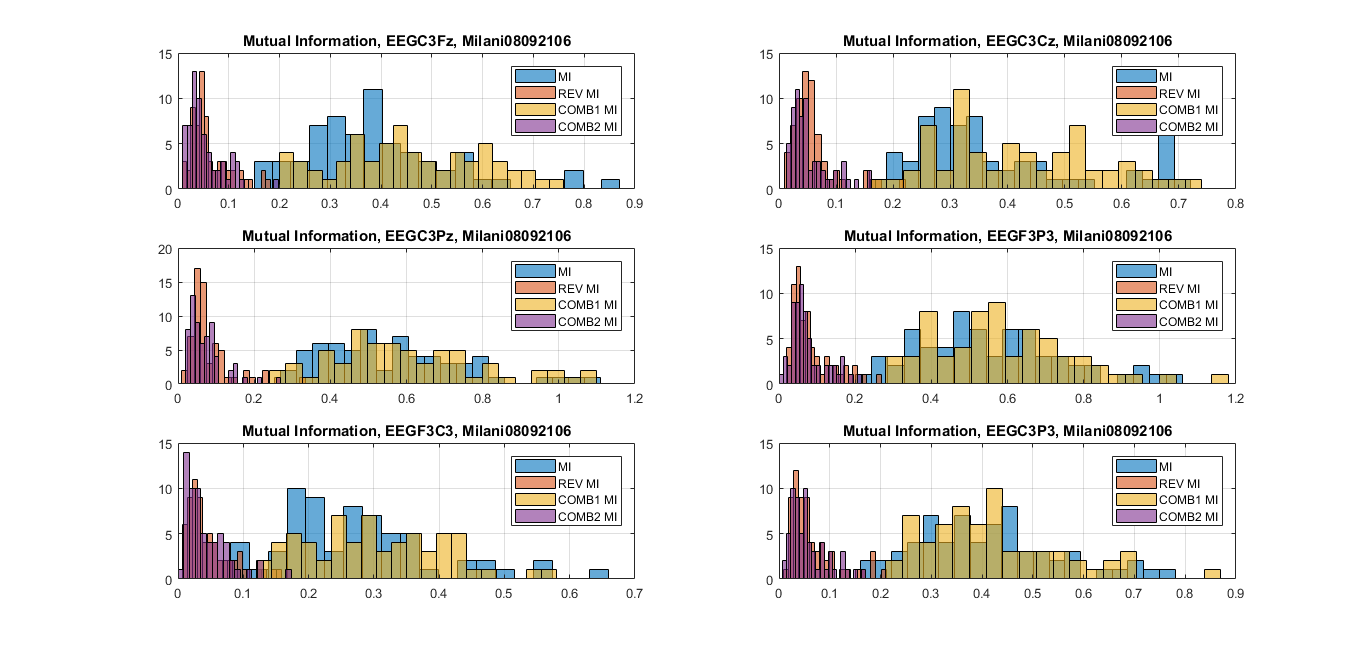 Mutual Information, EEGC3Fz, Milani08092106
15
10
5
0
0 0.1 0.2 0.3 0.4 0.5 0.6 0.7 0.8 0.9
MI
REV MI
COMB1 MI
COMB2 MI
Mutual Information, EEGC3Cz, Milani08092106
15
10
5
0
0 0.1 0.2 0.3 0.4 0.5 0.6 0.7 0.8
MI
REV MI
COMB1 MI
COMB2 MI
Mutual Information, EEGC3Pz, Milani08092106
20
15
10
5
0
0 0.2 0.4 0.6 0.8 1 1.2
MI
REV MI
COMB1 MI
COMB2 MI
Mutual Information, EEGF3P3, Milani08092106
15
10
5
0
0 0.2 0.4 0.6 0.8 1 1.2
MI
REV MI
COMB1 MI
COMB2 MI
Mutual Information, EEGF3C3, Milani08092106
15
10
5
0
0 0.1 0.2 0.3 0.4 0.5 0.6 0.7
MI
REV MI
COMB1 MI
COMB2 MI
Mutual Information, EEGC3P3, Milani08092106
15
10
5
0
0 0.1 0.2 0.3 0.4 0.5 0.6 0.7 0.8 0.9
MI
REV MI
COMB1 MI
COMB2 MI